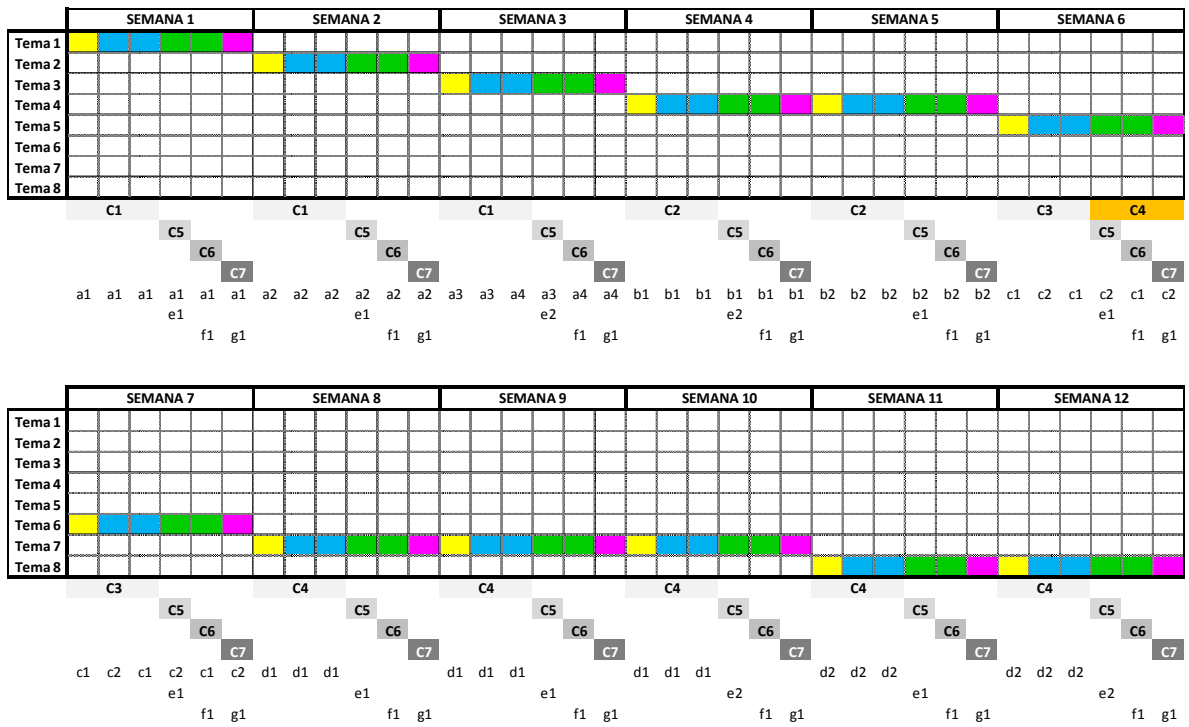 SEMANA 1 SEMANA 2 SEMANA 3 SEMANA 4 SEMANA 5 SEMANA 6
Tema 1
Tema 2
Tema 3
Tema 4
Tema 5
Tema 6
Tema 7
Tema 8
C1 C1 C1 C2 C2 C3 C4
C5 C5 C5 C5 C5 C5
C6 C6 C6 C6 C6 C6
C7 C7 C7 C7 C7 C7
a1 a1 a1 a1 a1 a1 a2 a2 a2 a2 a2 a2 a3 a3 a4 a3 a4 a4 b1 b1 b1 b1 b1 b1 b2 b2 b2 b2 b2 b2 c1 c2 c1 c2 c1 c2
e1 e1 e2 e2 e1 e1
f1 g1 f1 g1 f1 g1 f1 g1 f1 g1 f1 g1
SEMANA 7 SEMANA 8 SEMANA 9 SEMANA 10 SEMANA 11 SEMANA 12
Tema 1
Tema 2
Tema 3
Tema 4
Tema 5
Tema 6
Tema 7
Tema 8
C3 C4 C4 C4 C4 C4
C5 C5 C5 C5 C5 C5
C6 C6 C6 C6 C6 C6
C7 C7 C7 C7 C7 C7
c1 c2 c1 c2 c1 c2 d1 d1 d1 d1 d1 d1 d1 d1 d1 d2 d2 d2 d2 d2 d2
e1 e1 e1 e2 e1 e2
f1 g1 f1 g1 f1 g1 f1 g1 f1 g1 f1 g1